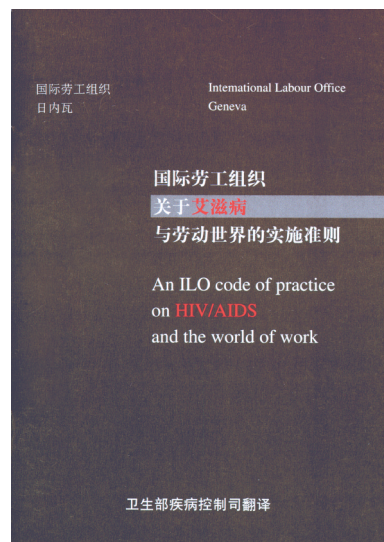 国际劳工组织
日内瓦
International Labour Office
Geneva
国际劳工组织
关于艾滋病
与劳动世界的实施准则
An ILO code of practice
on HIV/AIDS
and the world of work
卫生部疾病控制司翻译